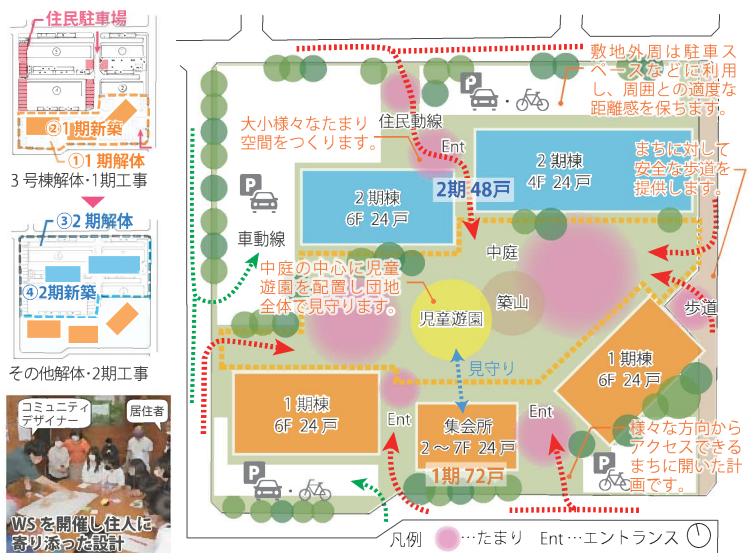 住民駐車場
②1期新築
①1期解体
3号棟解体・1期工事
③2期解体
④2期新築
その他解体・2期工事
コミュニティ
デザイナー
居住者
WSを開催し住人に
寄り添った設計
敷地外周は駐車ス
ペースなどに利用
し、周囲との適度な
距離感を保ちます。
P
・
住民動線
大小様々なたまり
空間をつくります。
Ent
まちに対して
安全な歩道を
提供します。
2期棟
4F 24戸
2期48戸
2期棟
6F 24戸
P
車動線
中庭
中庭の中心に児童
遊園を配置し団地
全体で見守ります。
児童遊園
築山
歩道
見守り
1期棟
6F 24戸
1期棟
6F 24戸
Ent
集会所
2～7F 24戸
Ent
1期72戸
様々な方向から
アクセスできる
まちに開いた計
画です。
P
・
P
凡例
…たまり
Ent…エントランス